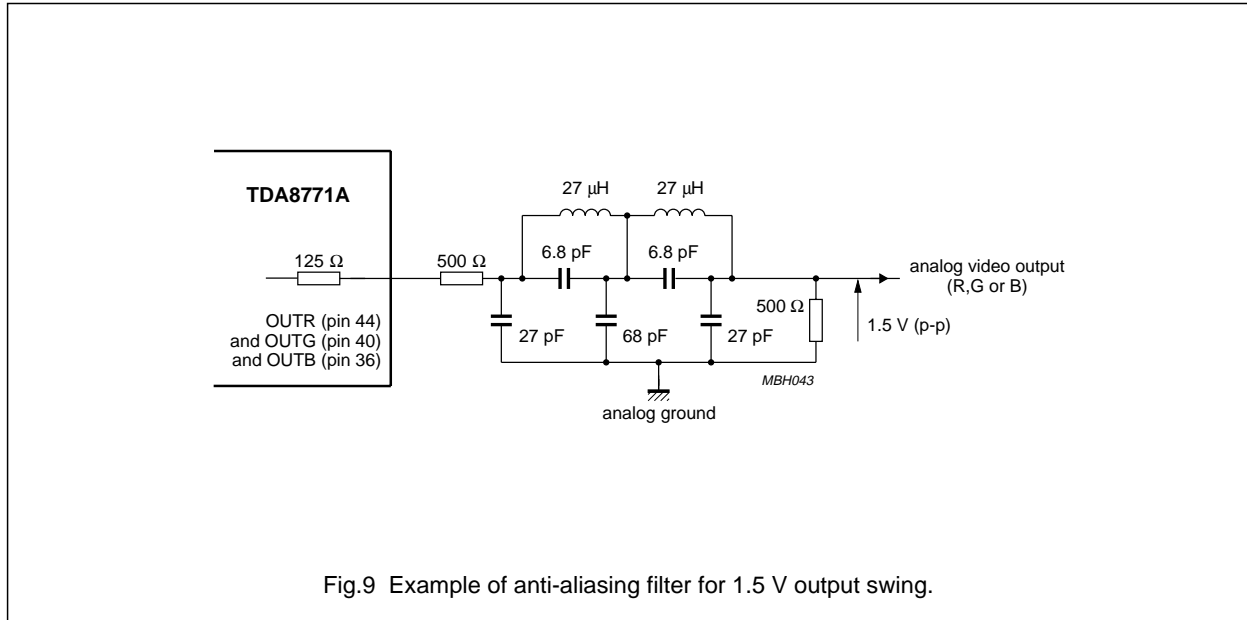 TDA8771A
125 Ω
OUTR (pin 44)
and OUTG (pin 40)
and OUTB (pin 36)
500 Ω
27 μH
27 μH
6.8 pF
6.8 pF
27 pF
68 pF
27 pF
500 Ω
analog video output
(R,G or B)
1.5 V (p-p)
MBH043
analog ground
Fig.9 Example of anti-aliasing filter for 1.5 V output swing.